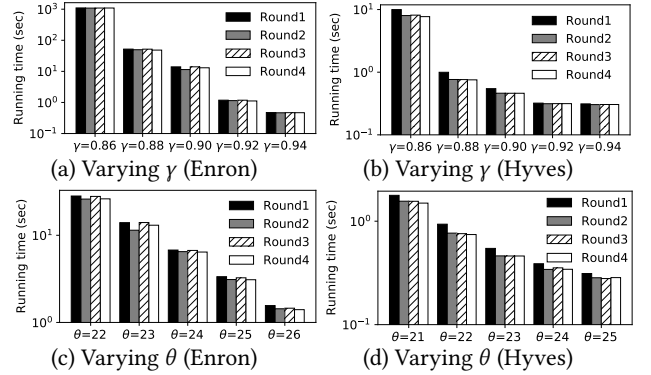 Running time (sec)
10³
10²
10¹
10⁰
10⁻¹
Round1
Round2
Round3
Round4
γ=0.86 γ=0.88 γ=0.90 γ=0.92 γ=0.94
(a) Varying γ (Enron)
Running time (sec)
10¹
10⁰
10⁻¹
Round1
Round2
Round3
Round4
γ=0.86 γ=0.88 γ=0.90 γ=0.92 γ=0.94
(b) Varying γ (Hyves)
Running time (sec)
10¹
10⁰
Round1
Round2
Round3
Round4
θ=22 θ=23 θ=24 θ=25 θ=26
(c) Varying θ (Enron)
Running time (sec)
10⁰
10⁻¹
Round1
Round2
Round3
Round4
θ=21 θ=22 θ=23 θ=24 θ=25
(d) Varying θ (Hyves)